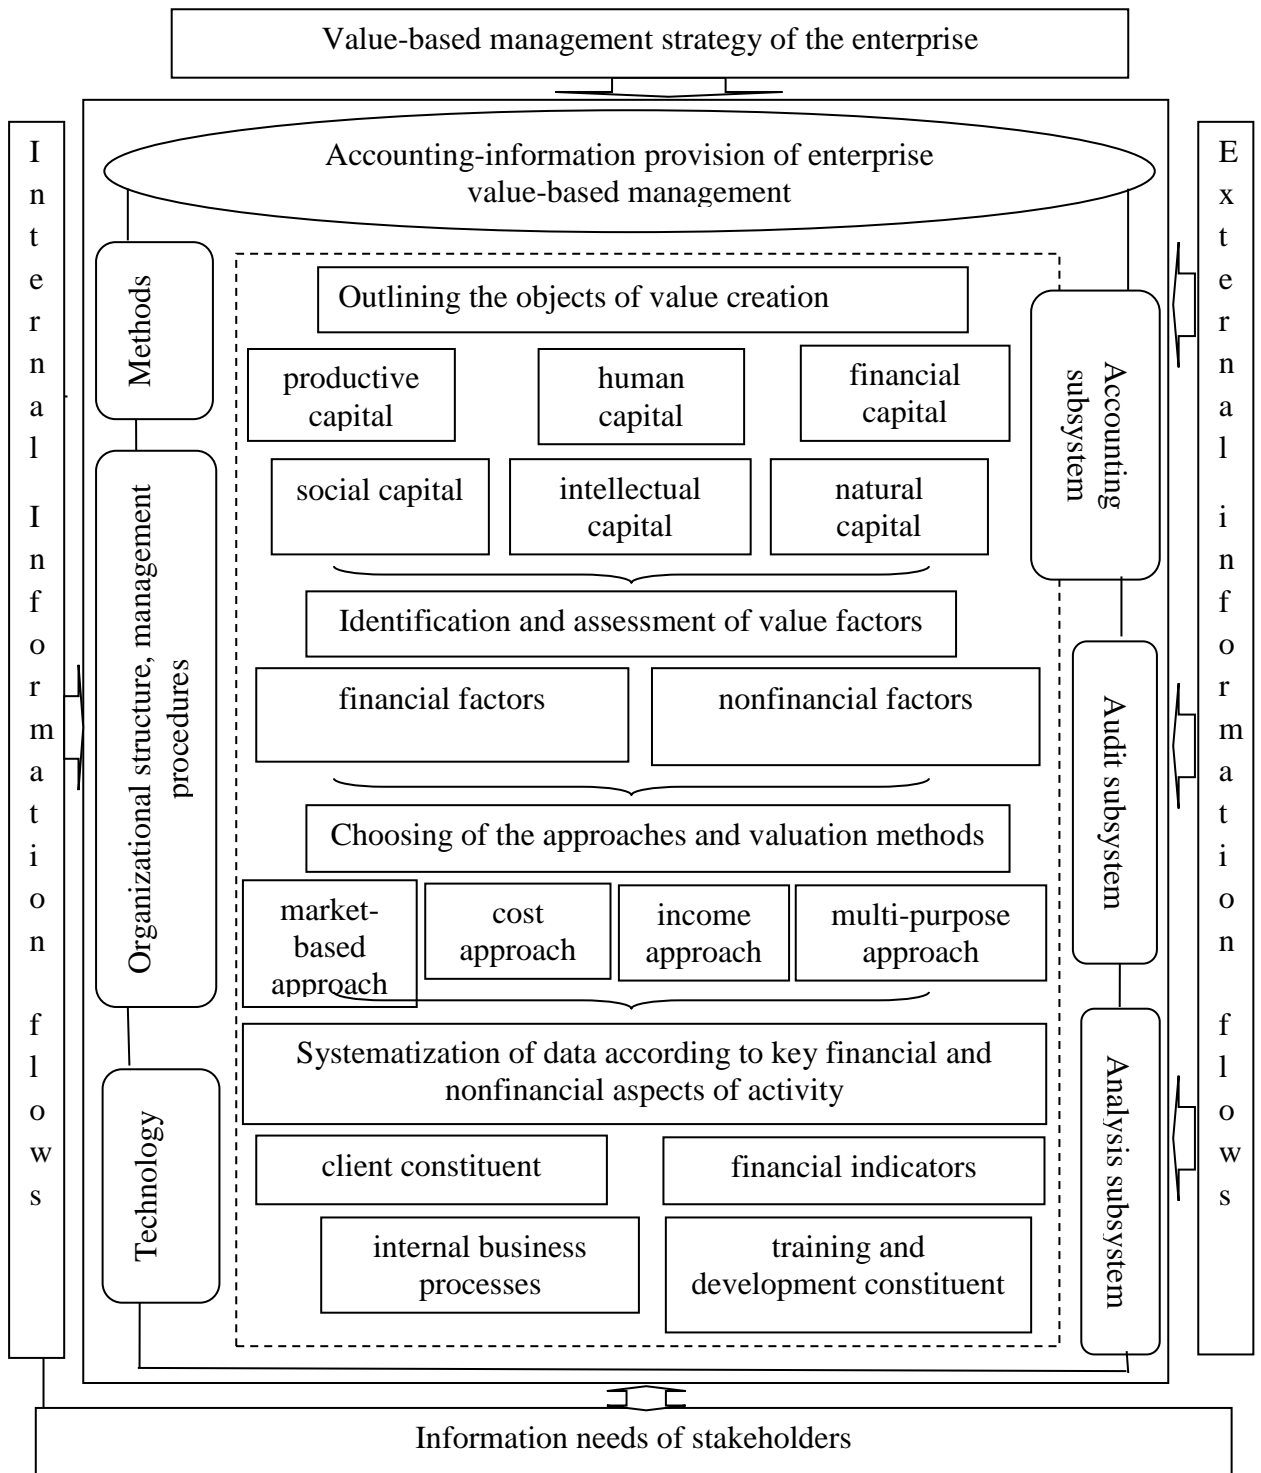 Value-based management strategy of the enterprise
Accounting-information provision of enterprise
value-based management
Internal Information flows
External information flows
Methods
Organizational structure, management
procedures
Technology
Outlining the objects of value creation
productive
capital
human
capital
financial
capital
social capital
intellectual
capital
natural
capital
Identification and assessment of value factors
financial factors
nonfinancial factors
Choosing of the approaches and valuation methods
market-
based
approach
cost
approach
income
approach
multi-purpose
approach
Systematization of data according to key financial and
nonfinancial aspects of activity
client constituent
financial indicators
internal business
processes
training and
development constituent
Accounting
subsystem
Audit subsystem
Analysis subsystem
Information needs of stakeholders